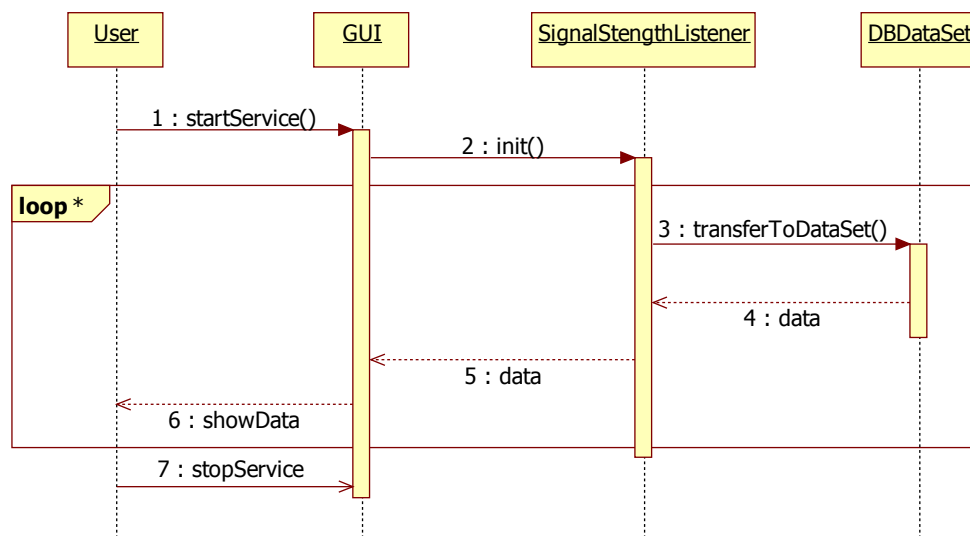 User
GUI
SignalStengthListener
DBDataSet
1 : startService()
2 : init()
loop *
3 : transferToDataSet()
4 : data
5 : data
6 : showData
7 : stopService